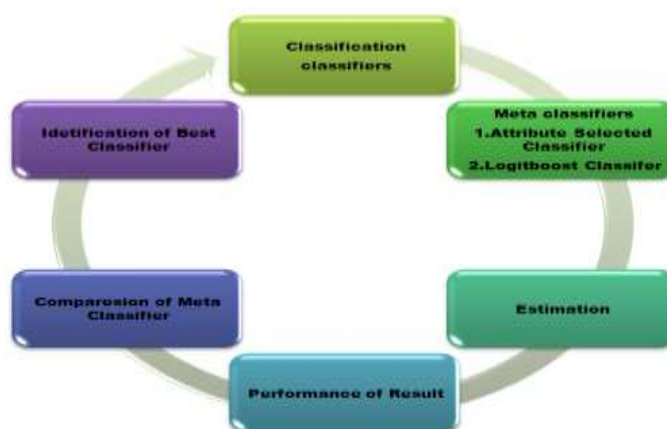 Classification
classifiers
Meta classifiers
1.Attribute Selected
Classifier
2.Logitboost Classifer
Estimation
Performance of Result
Comparesion of Meta
Classifier
Idetification of Best
Classifier